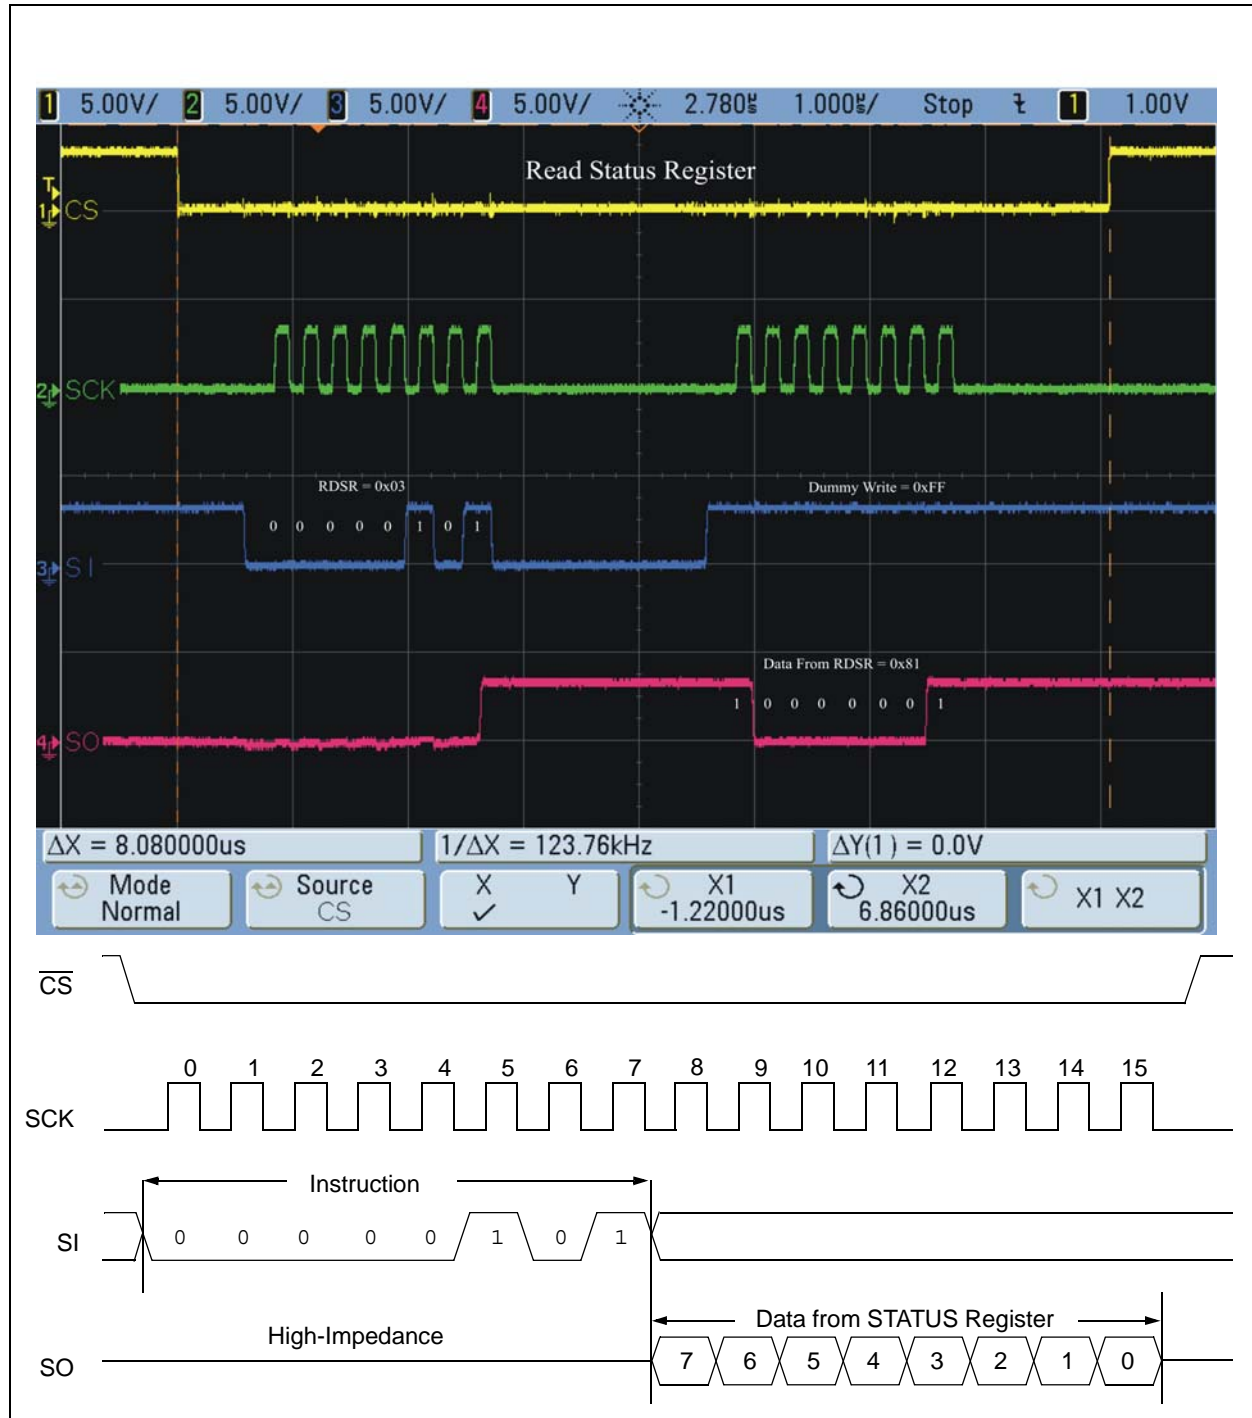 1 5.00V/ 2 5.00V/ 3 5.00V/ 4 5.00V/ 2.780µs 1.000µs/ Stop 1 1.00V
Read Status Register
T
1 CS
2 SCK
RDSR = 0x03 Dummy Write = 0xFF
0 0 0 0 0 1 0 1
3 SI
Data From RDSR = 0x81
1 0 0 0 0 0 0 1
4 SO
ΔX = 8.080000us 1/ΔX = 123.76kHz ΔY(1) = 0.0V
Mode Source X Y X1 X2 X1 X2
Normal CS ✓ -1.22000us 6.86000us
CS
0 1 2 3 4 5 6 7 8 9 10 11 12 13 14 15
SCK
Instruction
SI 0 0 0 0 0 1 0 1
Data from STATUS Register
High-Impedance
SO 7 6 5 4 3 2 1 0